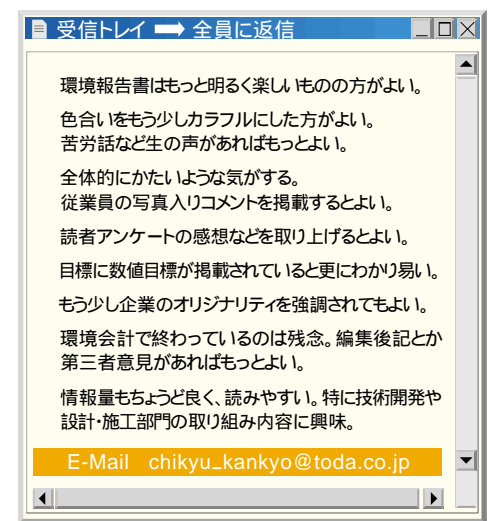 受信トレイ ➡ 全員に返信
環境報告書はもっと明るく楽しいものの方がよい。
色合いをもう少しカラフルにした方がよい。
苦労話など生の声があればもっとよい。
全体的にかたいような気がする。
従業員の写真入りコメントを掲載するとよい。
読者アンケートの感想などを取り上げるとよい。
目標に数値目標が掲載されていると更にわかり易い。
もう少し企業のオリジナリティを強調されてもよい。
環境会計で終わっているのは残念。編集後記とか
第三者意見があればもっとよい。
情報量もちょうど良く、読みやすい。特に技術開発や
設計・施工部門の取り組み内容に興味。
E-Mail chikyu_kankyo@toda.co.jp